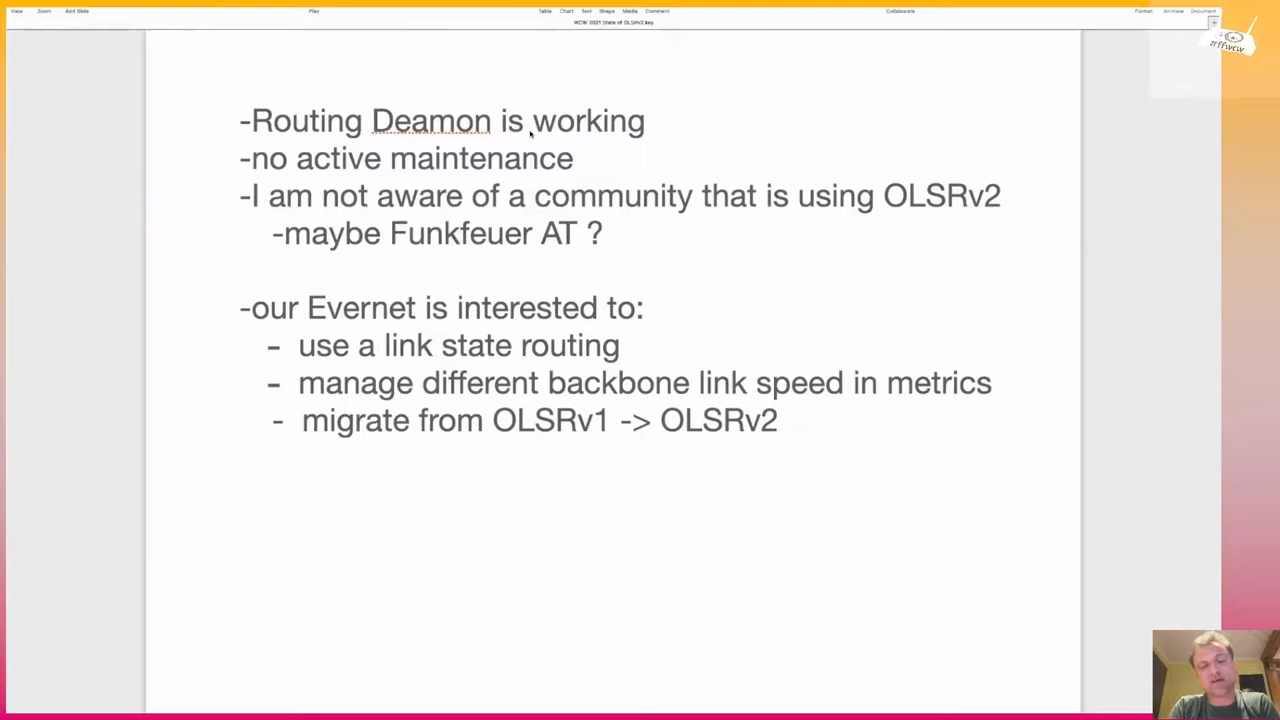 View Zoom Add Slide Play Table Chart Text Shape Media Comment Collaborate Format Animate Document
WCW 2021 State of OLSRv2.key
#ffwcw
-Routing Deamon is working
-no active maintenance
-I am not aware of a community that is using OLSRv2
-maybe Funkfeuer AT ?
-our Evernet is interested to:
- use a link state routing
- manage different backbone link speed in metrics
- migrate from OLSRv1 -> OLSRv2